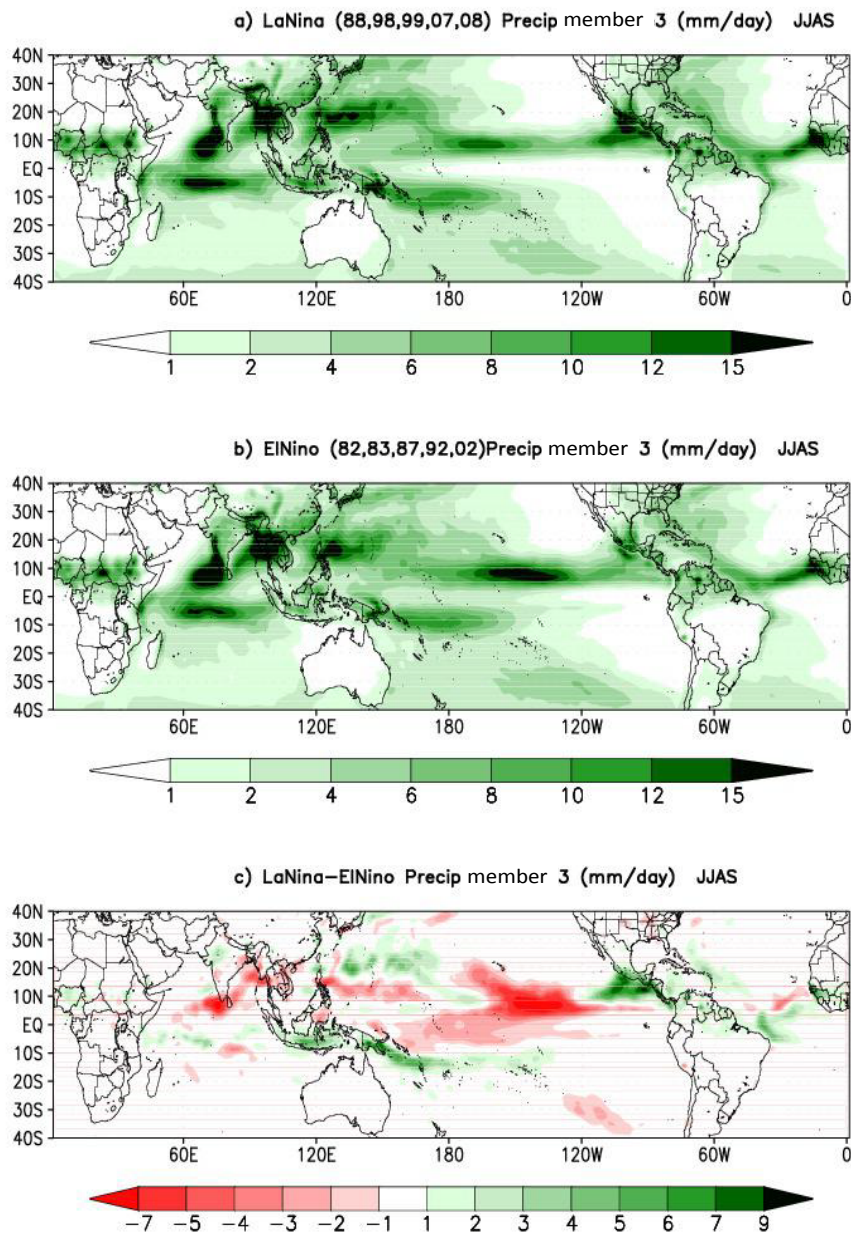 a) LaNina (88,98,99,07,08) Precip member 3 (mm/day) JJAS
40N
30N
20N
10N
EQ
10S
20S
30S
40S
60E 120E 180 120W 60W 0
1 2 4 6 8 10 12 15
b) ElNino (82,83,87,92,02)Precip member 3 (mm/day) JJAS
40N
30N
20N
10N
EQ
10S
20S
30S
40S
60E 120E 180 120W 60W 0
1 2 4 6 8 10 12 15
c) LaNina−ElNino Precip member 3 (mm/day) JJAS
40N
30N
20N
10N
EQ
10S
20S
30S
40S
60E 120E 180 120W 60W 0
−7 −5 −4 −3 −2 −1 1 2 5 6 7 9